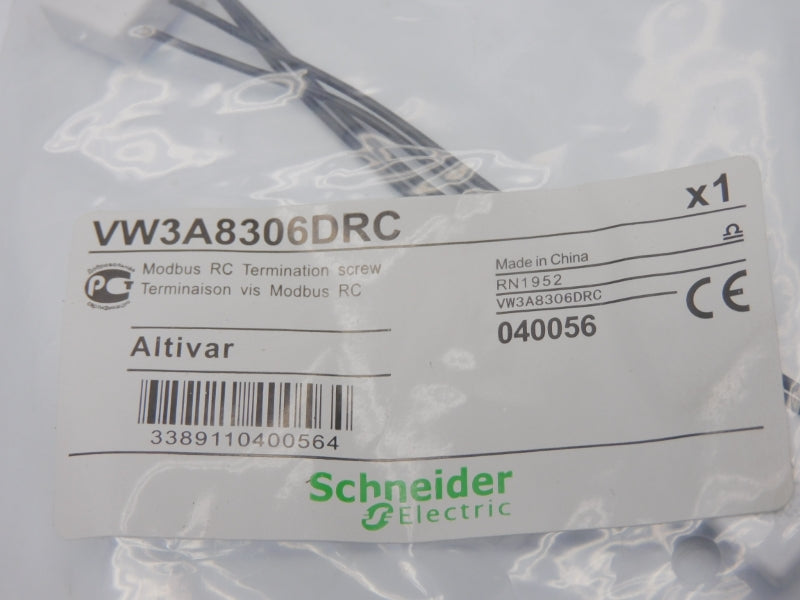 VW3A8306DRC
x1
Modbus RC Termination screw
Terminaison vis Modbus RC
Made in China
RN1952
VW3A8306DRC
040056
CE
Altivar
3389110400564
Schneider
Electric